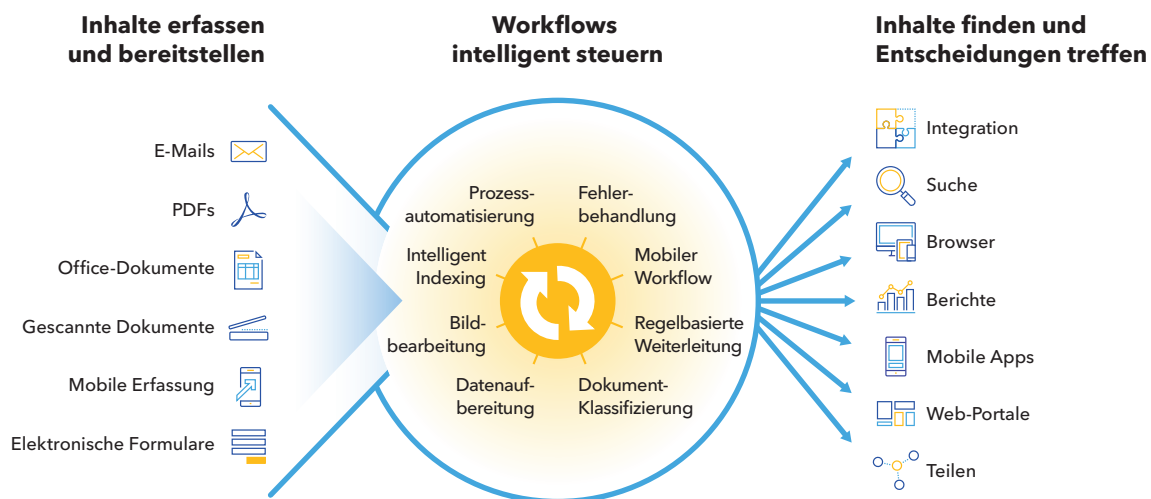 Inhalte erfassen
und bereitstellen
E-Mails
PDFs
Office-Dokumente
Gescannte Dokumente
Mobile Erfassung
Elektronische Formulare
Workflows
intelligent steuern
Prozess-
automatisierung
Fehler-
behandlung
Intelligent
Indexing
Mobiler
Workflow
Bild-
bearbeitung
Regelbasierte
Weiterleitung
Datenauf-
bereitung
Dokument-
Klassifizierung
Inhalte finden und
Entscheidungen treffen
Integration
Suche
Browser
Berichte
Mobile Apps
Web-Portale
Teilen